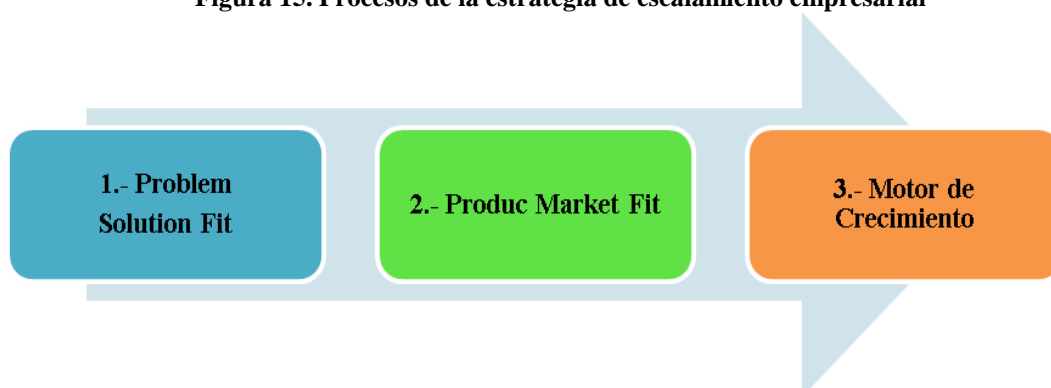 Figura 15. Procesos de la estrategia de escalamiento empresarial
1.- Problem
Solution Fit
2.- Produc Market Fit
3.- Motor de
Crecimiento